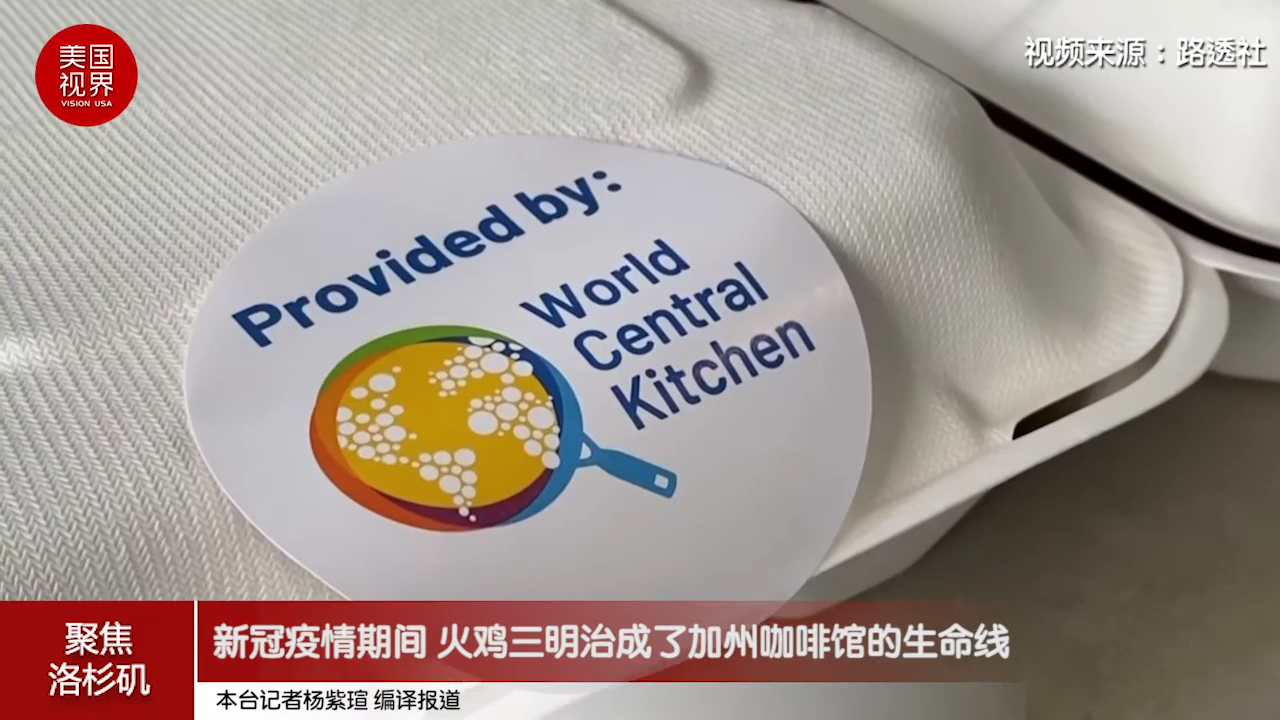 美国
视界
VISION USA
视频来源：路透社
Provided by:
World
Central
Kitchen
聚焦
洛杉矶
新冠疫情期间 火鸡三明治成了加州咖啡馆的生命线
本台记者杨紫瑄 编译报道